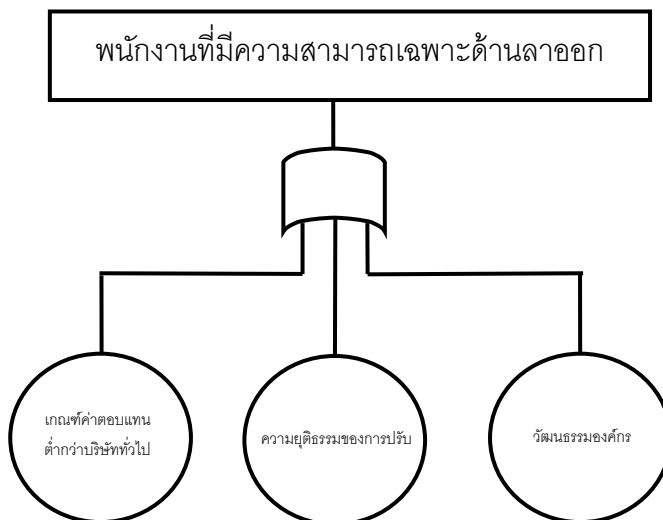 พนักงานที่มีความสามารถเฉพาะด้านลาออก
เกณฑ์ค่าตอบแทน
ต่ำกว่าบริษัททั่วไป
ความยุติธรรมของการปรับ
วัฒนธรรมองค์กร